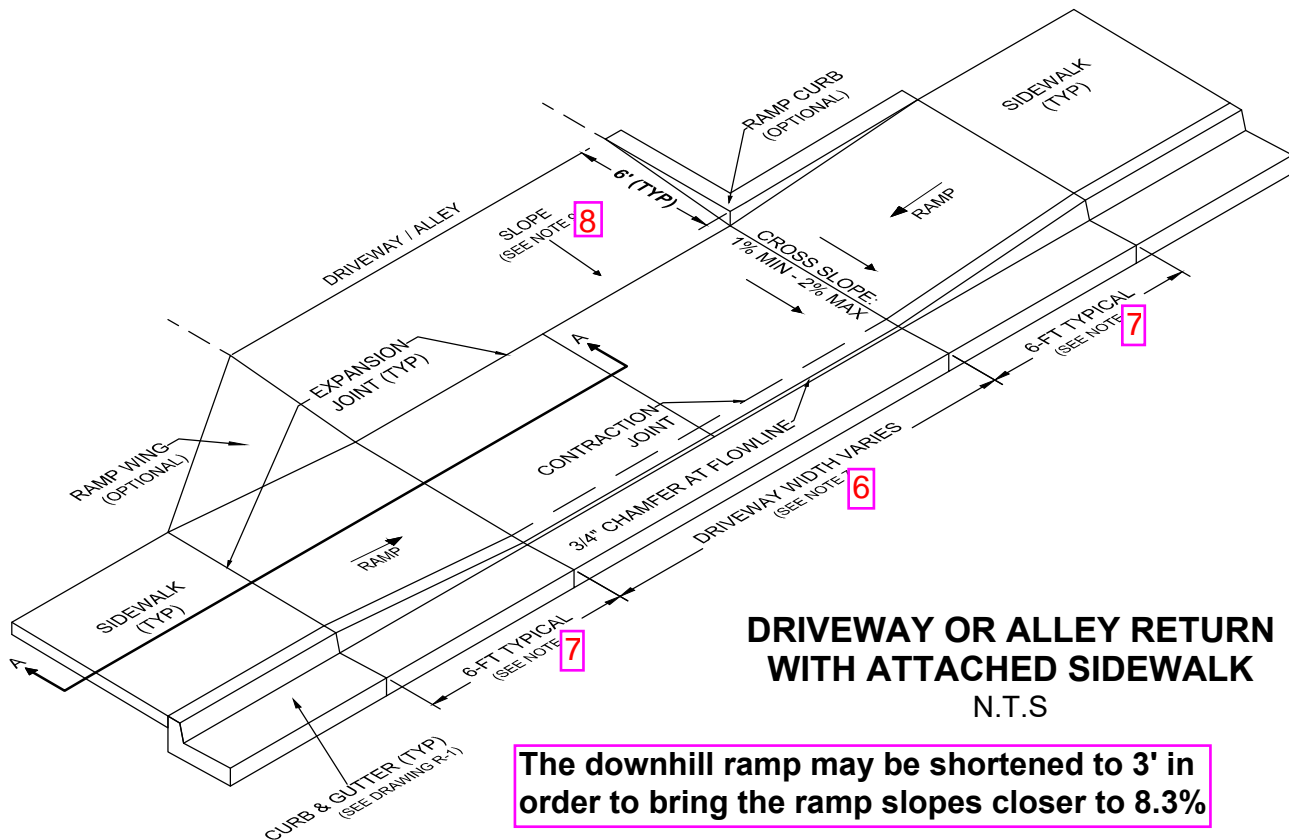 RAMP CURB
(OPTIONAL)
SIDEWALK
(TYP)
6' (TYP)
RAMP
DRIVEWAY / ALLEY
SLOPE
(SEE NOTE
8
CROSS SLOPE:
1% MIN - 2% MAX
6-FT TYPICAL
(SEE NOTE
7
A
EXPANSION
JOINT (TYP)
RAMP WING
(OPTIONAL)
CONTRACTION
JOINT
3/4" CHAMFER AT FLOWLINE
DRIVEWAY WIDTH VARIES
(SEE NOTE
6
RAMP
SIDEWALK
(TYP)
A
6-FT TYPICAL
(SEE NOTE
7
CURB & GUTTER (TYP)
(SEE DRAWING R-1)
DRIVEWAY OR ALLEY RETURN
WITH ATTACHED SIDEWALK
N.T.S
The downhill ramp may be shortened to 3' in
order to bring the ramp slopes closer to 8.3%